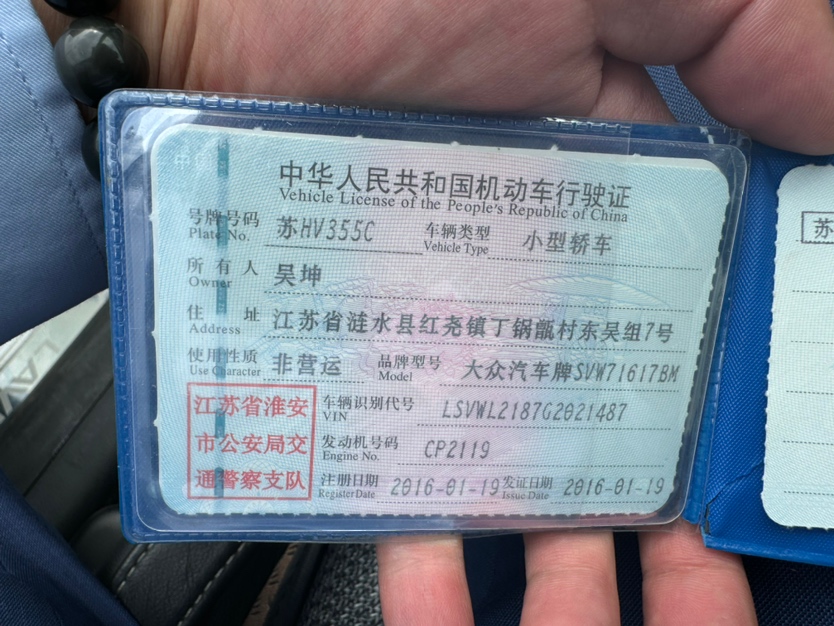 中华人民共和国机动车行驶证
Vehicle License of the People's Republic of China
号牌号码 苏HV355C 车辆类型 小型轿车
Plate No. Vehicle Type
所有人 吴坤
Owner
住址 江苏省涟水县红尧镇丁锅甑村东吴组7号
Address
使用性质 非营运 品牌型号 大众汽车牌SVW71617BM
Use Character Model
江苏省淮安
市公安局交
通警察支队
车辆识别代号 LSVWL2187G2021487
VIN
发动机号码 CP2119
Engine No.
注册日期 2016-01-19 发证日期 2016-01-19
Register Date Issue Date
苏